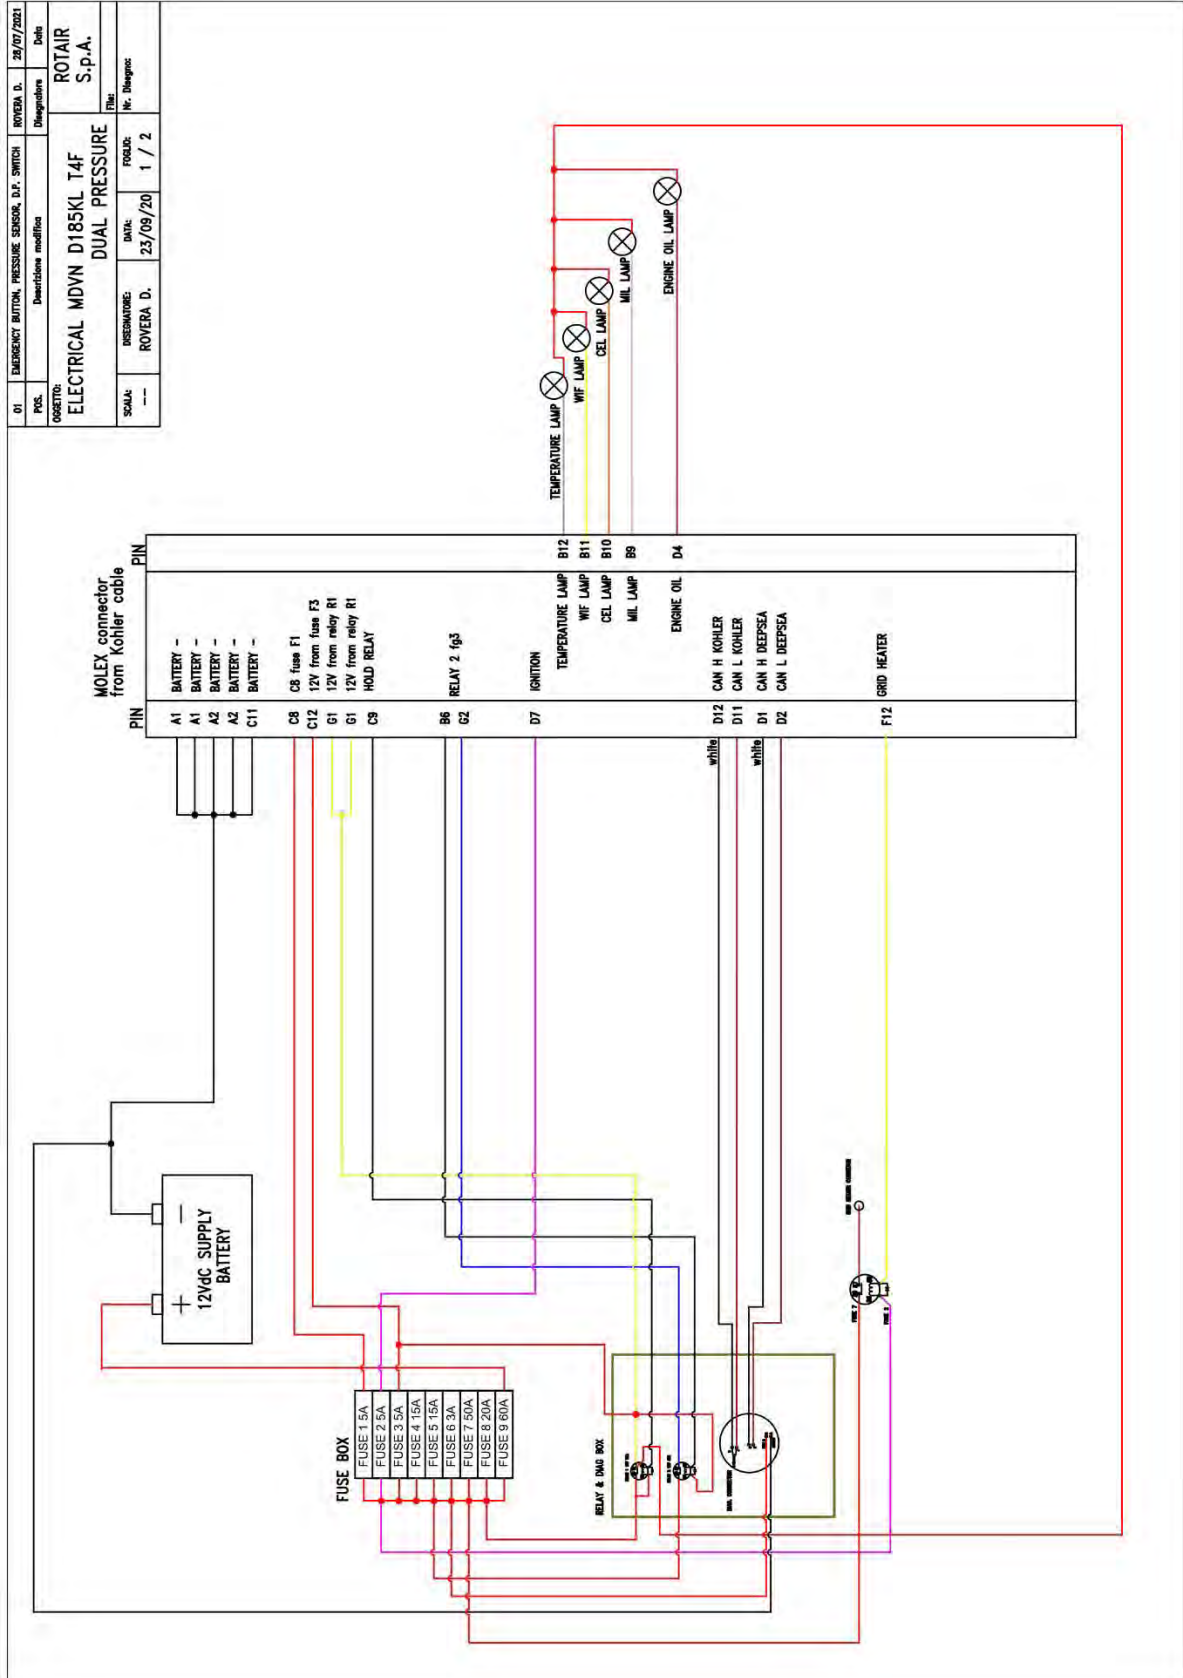 01 EMERGENCY BUTTON, PRESSURE SENSOR, D.P. SWITCH ROVERA D. 28/07/2021
POS. Descrizione modifica Disegnatore Data
OGGETTO:
ELECTRICAL MDVN D185KL T4F
DUAL PRESSURE
ROTAIR
S.p.A.
File:
SCALA:
--
DISEGNATORE:
ROVERA D.
DATA:
23/09/20
FOGLIO:
1 / 2
Nr. Disegno:
MOLEX connector
from Kohler cable
PIN
PIN
A1 BATTERY -
A1 BATTERY -
A2 BATTERY -
A2 BATTERY -
C11 BATTERY -
C8 C8 fuse F1
C12 12V from fuse F3
G1 12V from relay R1
G1 12V from relay R1
C9 HOLD RELAY
B6
G2 RELAY 2 fg3
D7 IGNITION
TEMPERATURE LAMP B12 TEMPERATURE LAMP
WIF LAMP B11 WIF LAMP
CEL LAMP B10 CEL LAMP
MIL LAMP B9 MIL LAMP
ENGINE OIL D4 ENGINE OIL LAMP
white D12 CAN H KOHLER
D11 CAN L KOHLER
white D1 CAN H DEEPSEA
D2 CAN L DEEPSEA
F12 GRID HEATER
12VdC SUPPLY
BATTERY
+
-
FUSE BOX
FUSE 1 5A
FUSE 2 5A
FUSE 3 5A
FUSE 4 15A
FUSE 5 15A
FUSE 6 3A
FUSE 7 50A
FUSE 8 20A
FUSE 9 60A
RELAY & DIAG BOX
FUSE 7